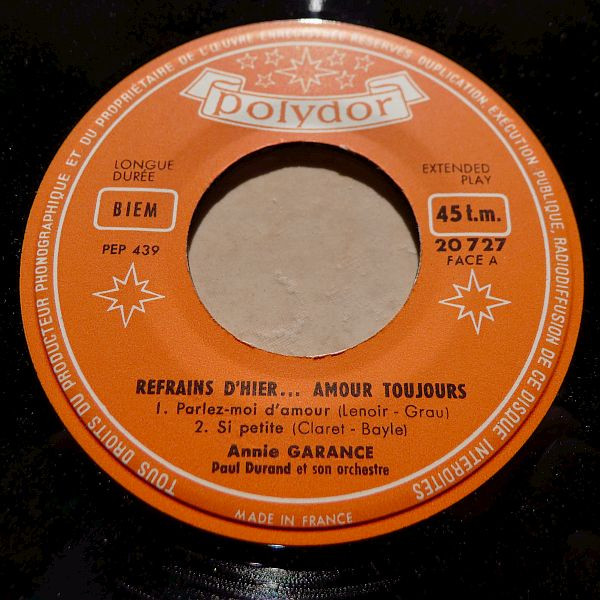 TOUS DROITS DU PRODUCTEUR PHONOGRAPHIQUE ET DU PROPRIÉTAIRE DE L'ŒUVRE ENREGISTRÉE RÉSERVÉS DUPLICATION, EXÉCUTION PUBLIQUE, RADIODIFFUSION DE CE DISQUE INTERDITES
polydor
LONGUE
DURÉE
EXTENDED
PLAY
BIEM
45 t.m.
PEP 439
20 727
FACE A
REFRAINS D'HIER... AMOUR TOUJOURS
1. Parlez-moi d'amour (Lenoir - Grau)
2. Si petite (Claret - Bayle)
Annie GARANCE
Paul Durand et son orchestre
MADE IN FRANCE